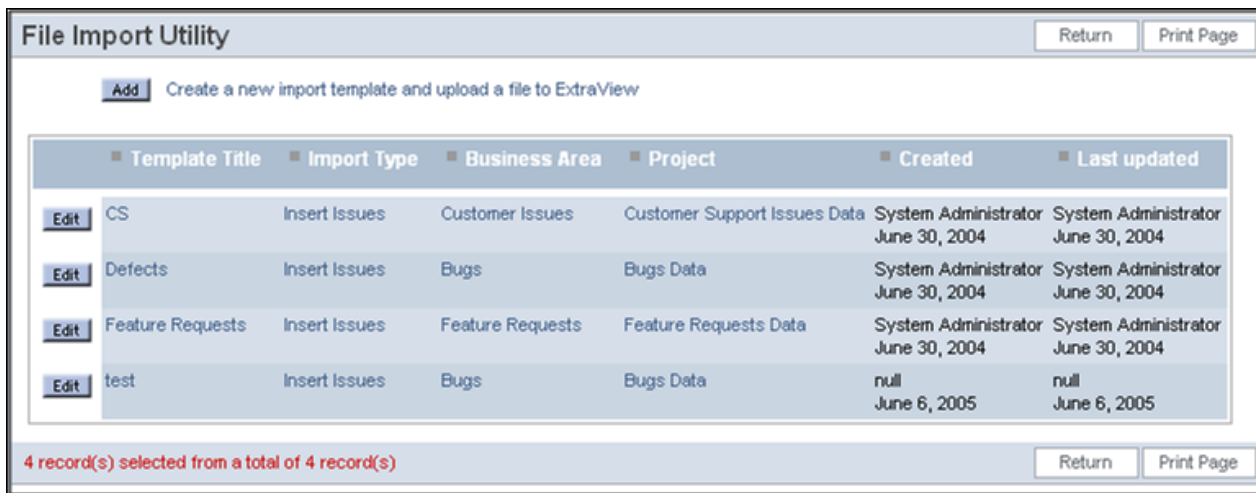 File Import Utility Return Print Page
Add Create a new import template and upload a file to ExtraView
Template Title Import Type Business Area Project Created Last updated
Edit CS Insert Issues Customer Issues Customer Support Issues Data System Administrator System Administrator
June 30, 2004 June 30, 2004
Edit Defects Insert Issues Bugs Bugs Data System Administrator System Administrator
June 30, 2004 June 30, 2004
Edit Feature Requests Insert Issues Feature Requests Feature Requests Data System Administrator System Administrator
June 30, 2004 June 30, 2004
Edit test Insert Issues Bugs Bugs Data null null
June 6, 2005 June 6, 2005
4 record(s) selected from a total of 4 record(s) Return Print Page